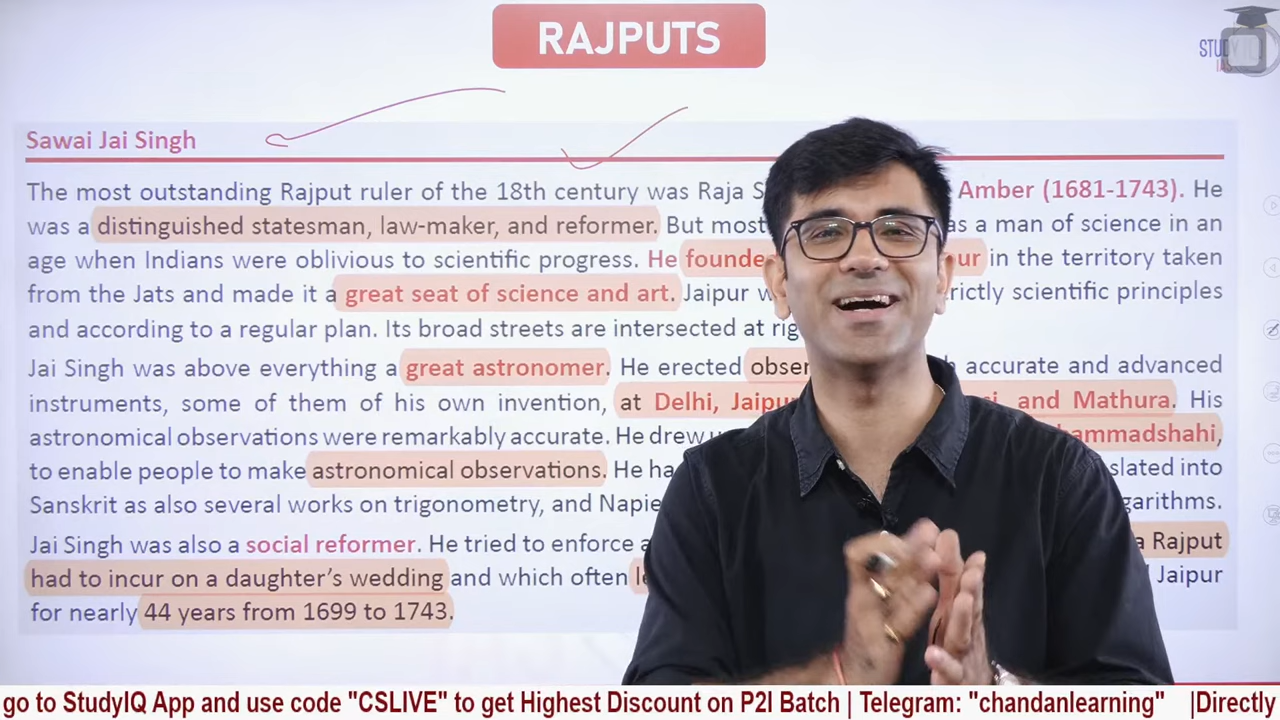 RAJPUTS
STUDY
Sawai Jai Singh
The most outstanding Rajput ruler of the 18th century was Raja Amber (1681-1743). He
was a distinguished statesman, law-maker, and reformer. But most as a man of science in an
age when Indians were oblivious to scientific progress. He founde ur in the territory taken
from the Jats and made it a great seat of science and art. Jaipur rictly scientific principles
and according to a regular plan. Its broad streets are intersected at rig
Jai Singh was above everything a great astronomer. He erected obser accurate and advanced
instruments, some of them of his own invention, at Delhi, Jaipur and Mathura. His
astronomical observations were remarkably accurate. He drew ammadshahi,
to enable people to make astronomical observations. He ha slated into
Sanskrit as also several works on trigonometry, and Napie garithms.
Jai Singh was also a social reformer. He tried to enforce a a Rajput
had to incur on a daughter's wedding and which often Jaipur
for nearly 44 years from 1699 to 1743.
go to StudyIQ App and use code "CSLIVE" to get Highest Discount on P2I Batch | Telegram: "chandanlearning" |Directly